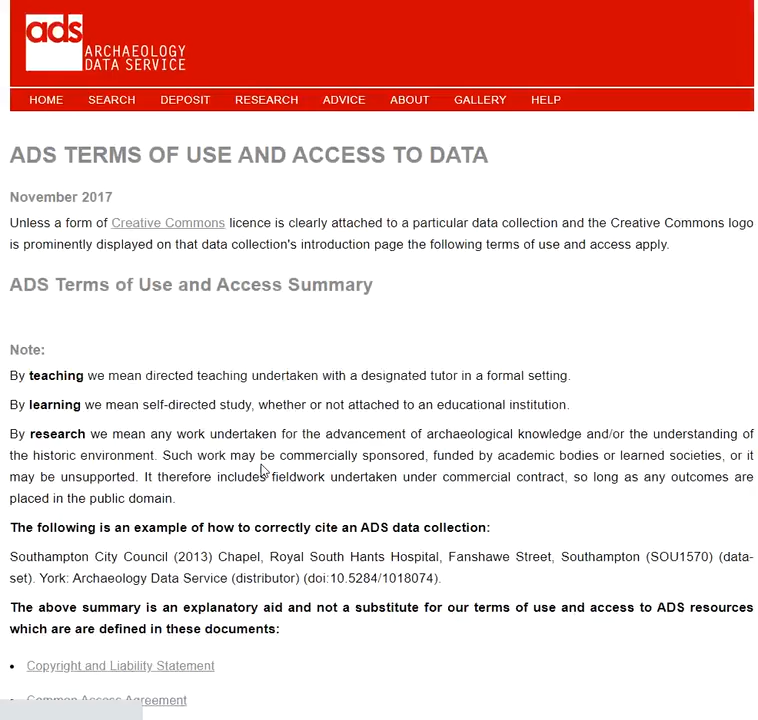 ads
ARCHAEOLOGY
DATA SERVICE
HOME SEARCH DEPOSIT RESEARCH ADVICE ABOUT GALLERY HELP
ADS TERMS OF USE AND ACCESS TO DATA
November 2017
Unless a form of Creative Commons licence is clearly attached to a particular data collection and the Creative Commons logo
is prominently displayed on that data collection's introduction page the following terms of use and access apply.
ADS Terms of Use and Access Summary
Note:
By teaching we mean directed teaching undertaken with a designated tutor in a formal setting.
By learning we mean self-directed study, whether or not attached to an educational institution.
By research we mean any work undertaken for the advancement of archaeological knowledge and/or the understanding of
the historic environment. Such work may be commercially sponsored, funded by academic bodies or learned societies, or it
may be unsupported. It therefore includes fieldwork undertaken under commercial contract, so long as any outcomes are
placed in the public domain.
The following is an example of how to correctly cite an ADS data collection:
Southampton City Council (2013) Chapel, Royal South Hants Hospital, Fanshawe Street, Southampton (SOU1570) (data-
set). York: Archaeology Data Service (distributor) (doi:10.5284/1018074).
The above summary is an explanatory aid and not a substitute for our terms of use and access to ADS resources
which are are defined in these documents:
• Copyright and Liability Statement
• Common Access Agreement